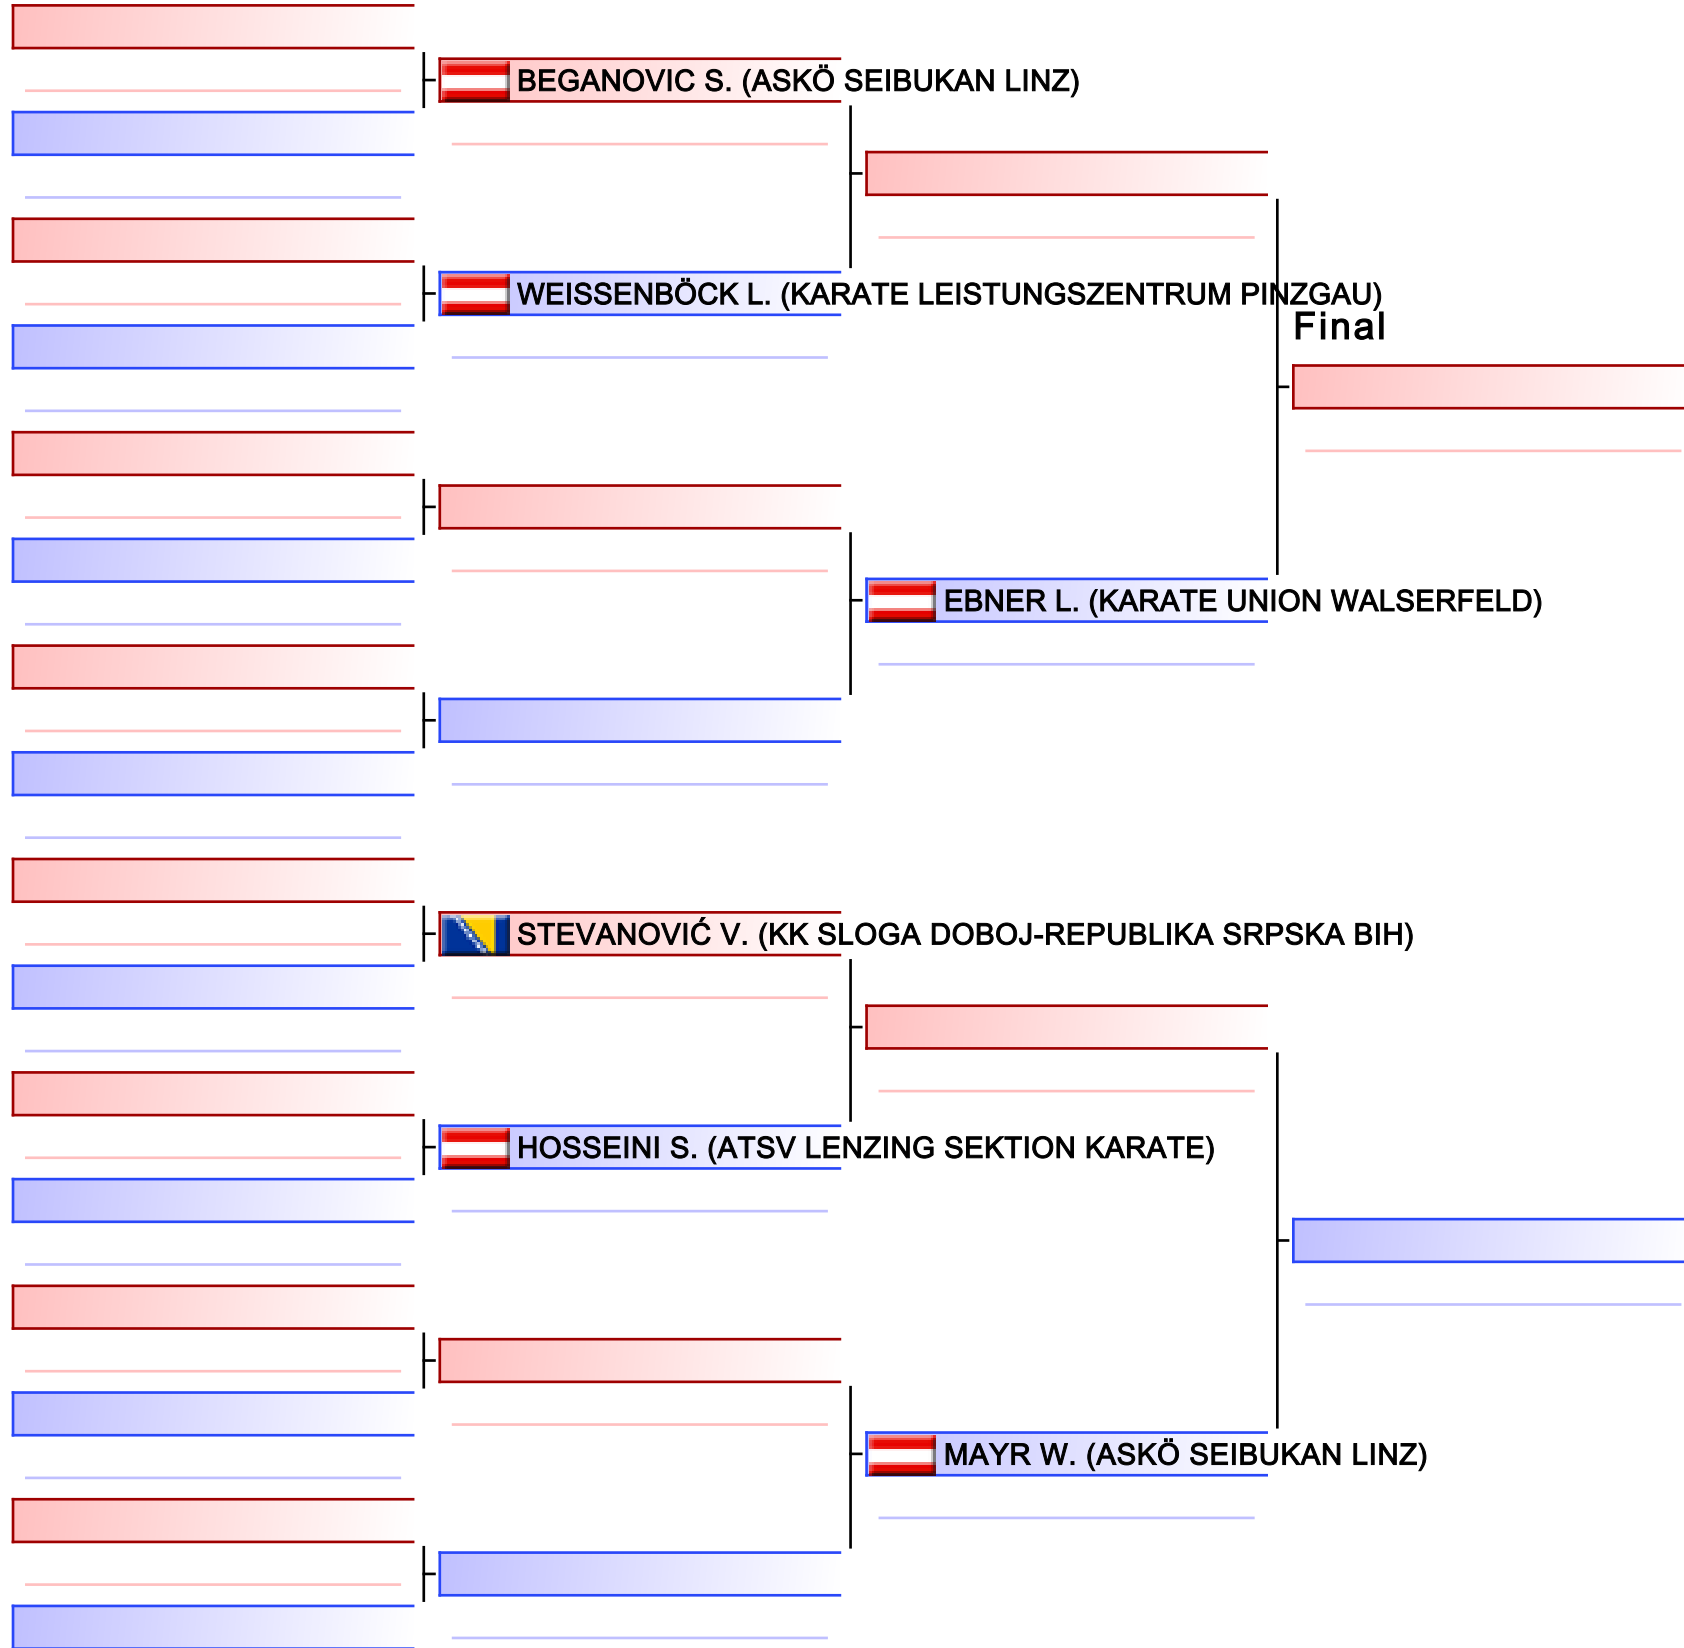 BEGANOVIC S. (ASKÖ SEIBUKAN LINZ)
WEISSENBÖCK L. (KARATE LEISTUNGSZENTRUM PINZGAU)
Final
EBNER L. (KARATE UNION WALSERFELD)
STEVANOVIĆ V. (KK SLOGA DOBOJ-REPUBLIKA SRPSKA BIH)
HOSSEINI S. (ATSV LENZING SEKTION KARATE)
MAYR W. (ASKÖ SEIBUKAN LINZ)